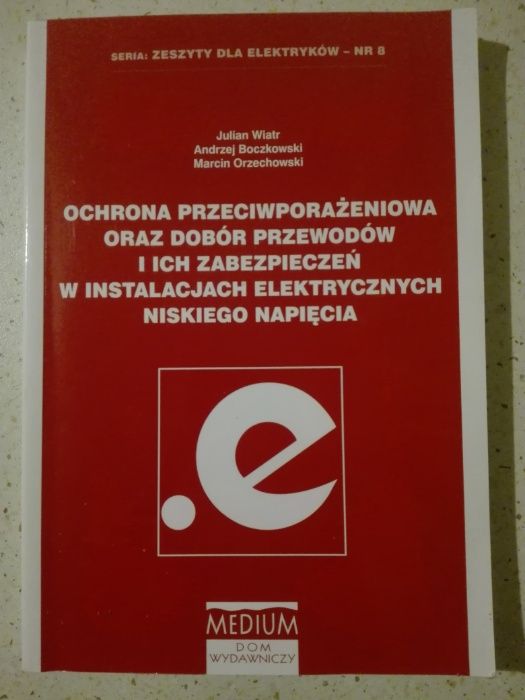 SERIA: ZESZYTY DLA ELEKTRYKÓW – NR 8
Julian Wiatr
Andrzej Boczkowski
Marcin Orzechowski
OCHRONA PRZECIWPORAŻENIOWA
ORAZ DOBÓR PRZEWODÓW
I ICH ZABEZPIECZEŃ
W INSTALACJACH ELEKTRYCZNYCH
NISKIEGO NAPIĘCIA
.e
MEDIUM
DOM
WYDAWNICZY